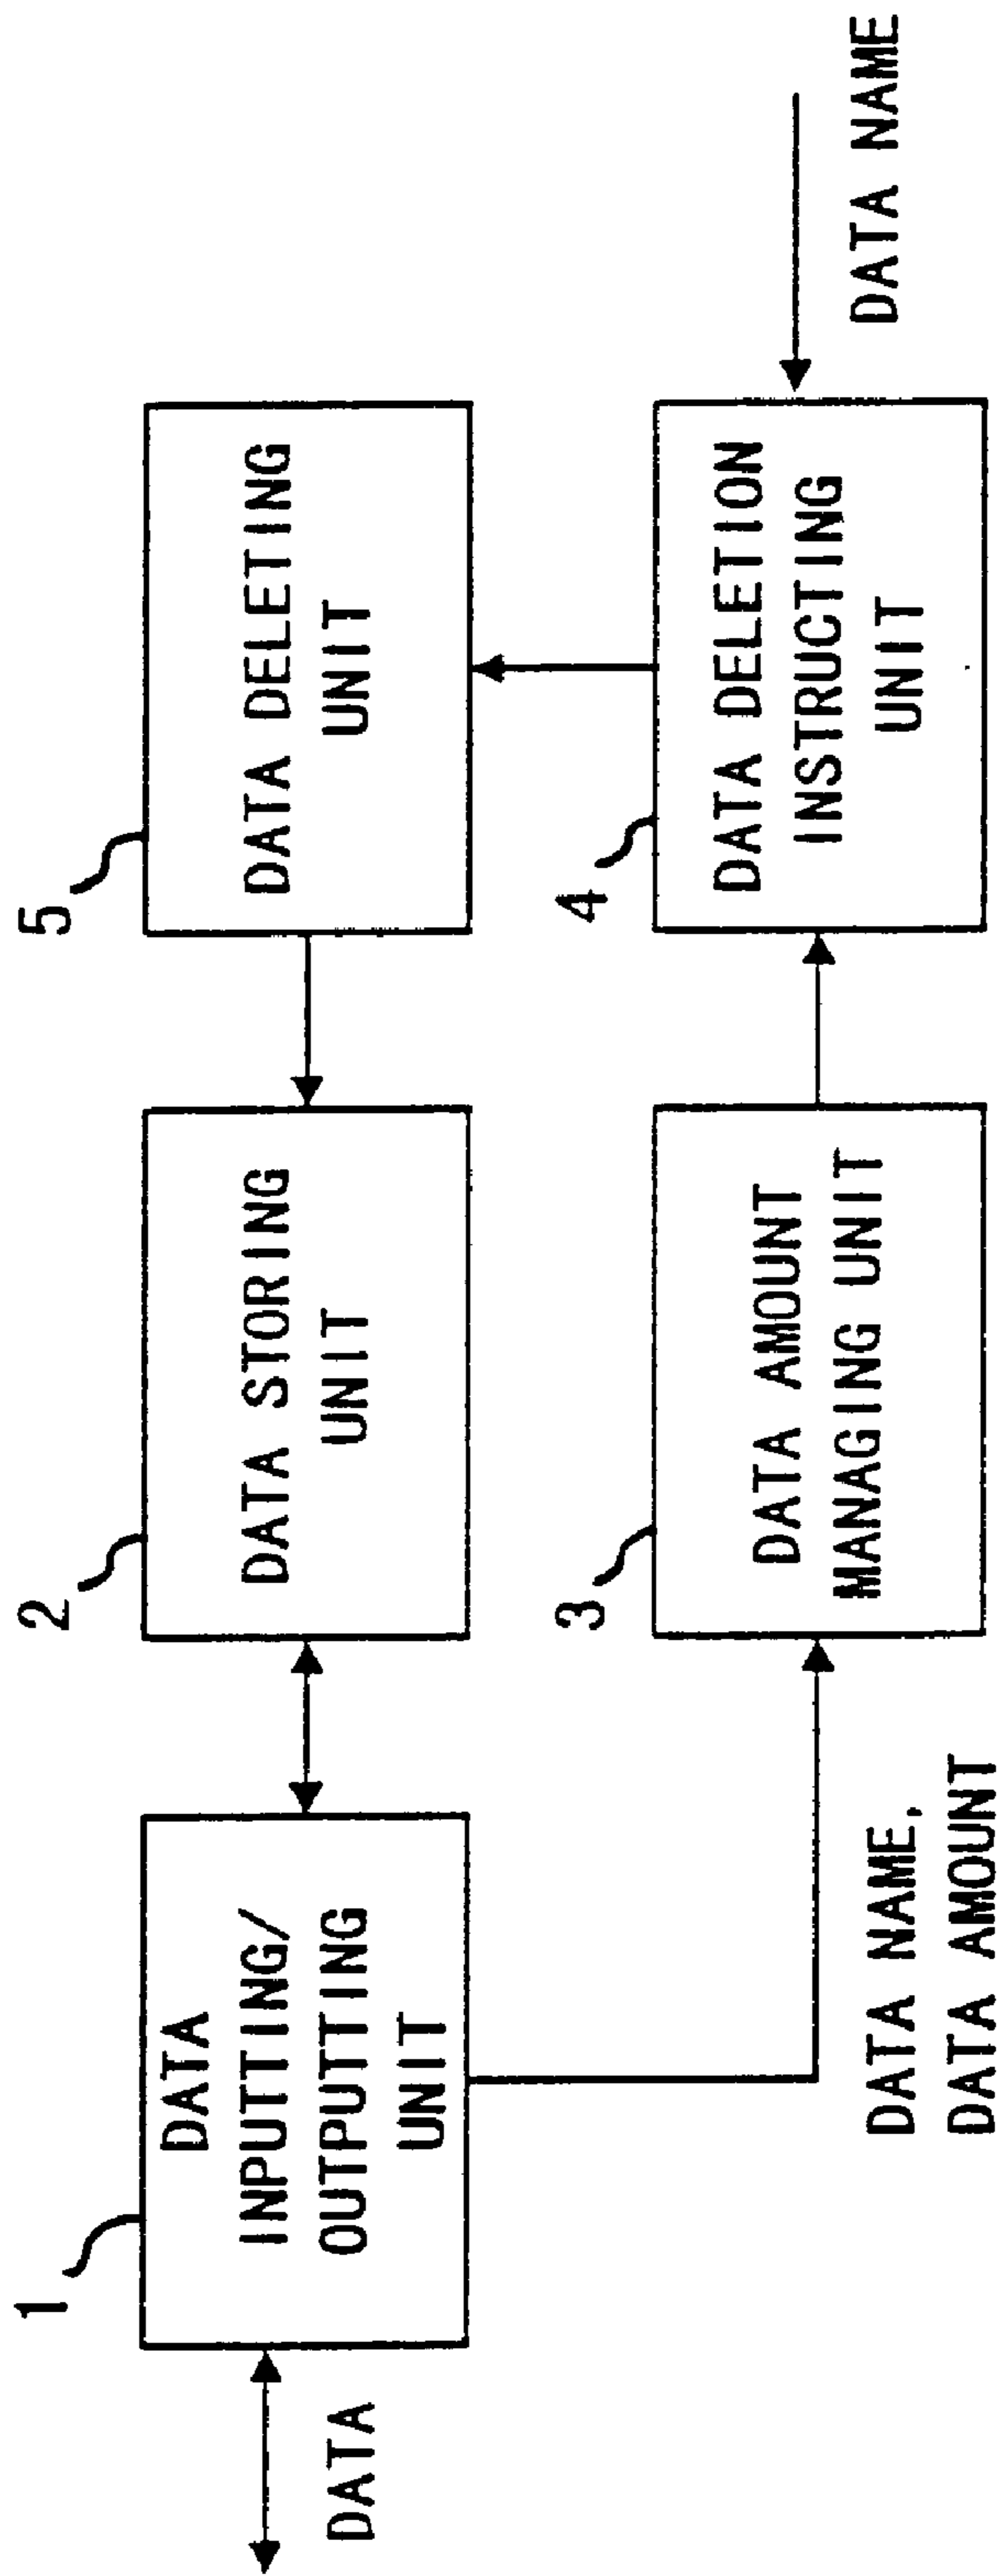 1
DATA
INPUTTING/
OUTPUTTING
UNIT
DATA
2
DATA STORING
UNIT
5
DATA DELETING
UNIT
DATA NAME,
DATA AMOUNT
3
DATA AMOUNT
MANAGING UNIT
4
DATA DELETION
INSTRUCTING
UNIT
DATA NAME